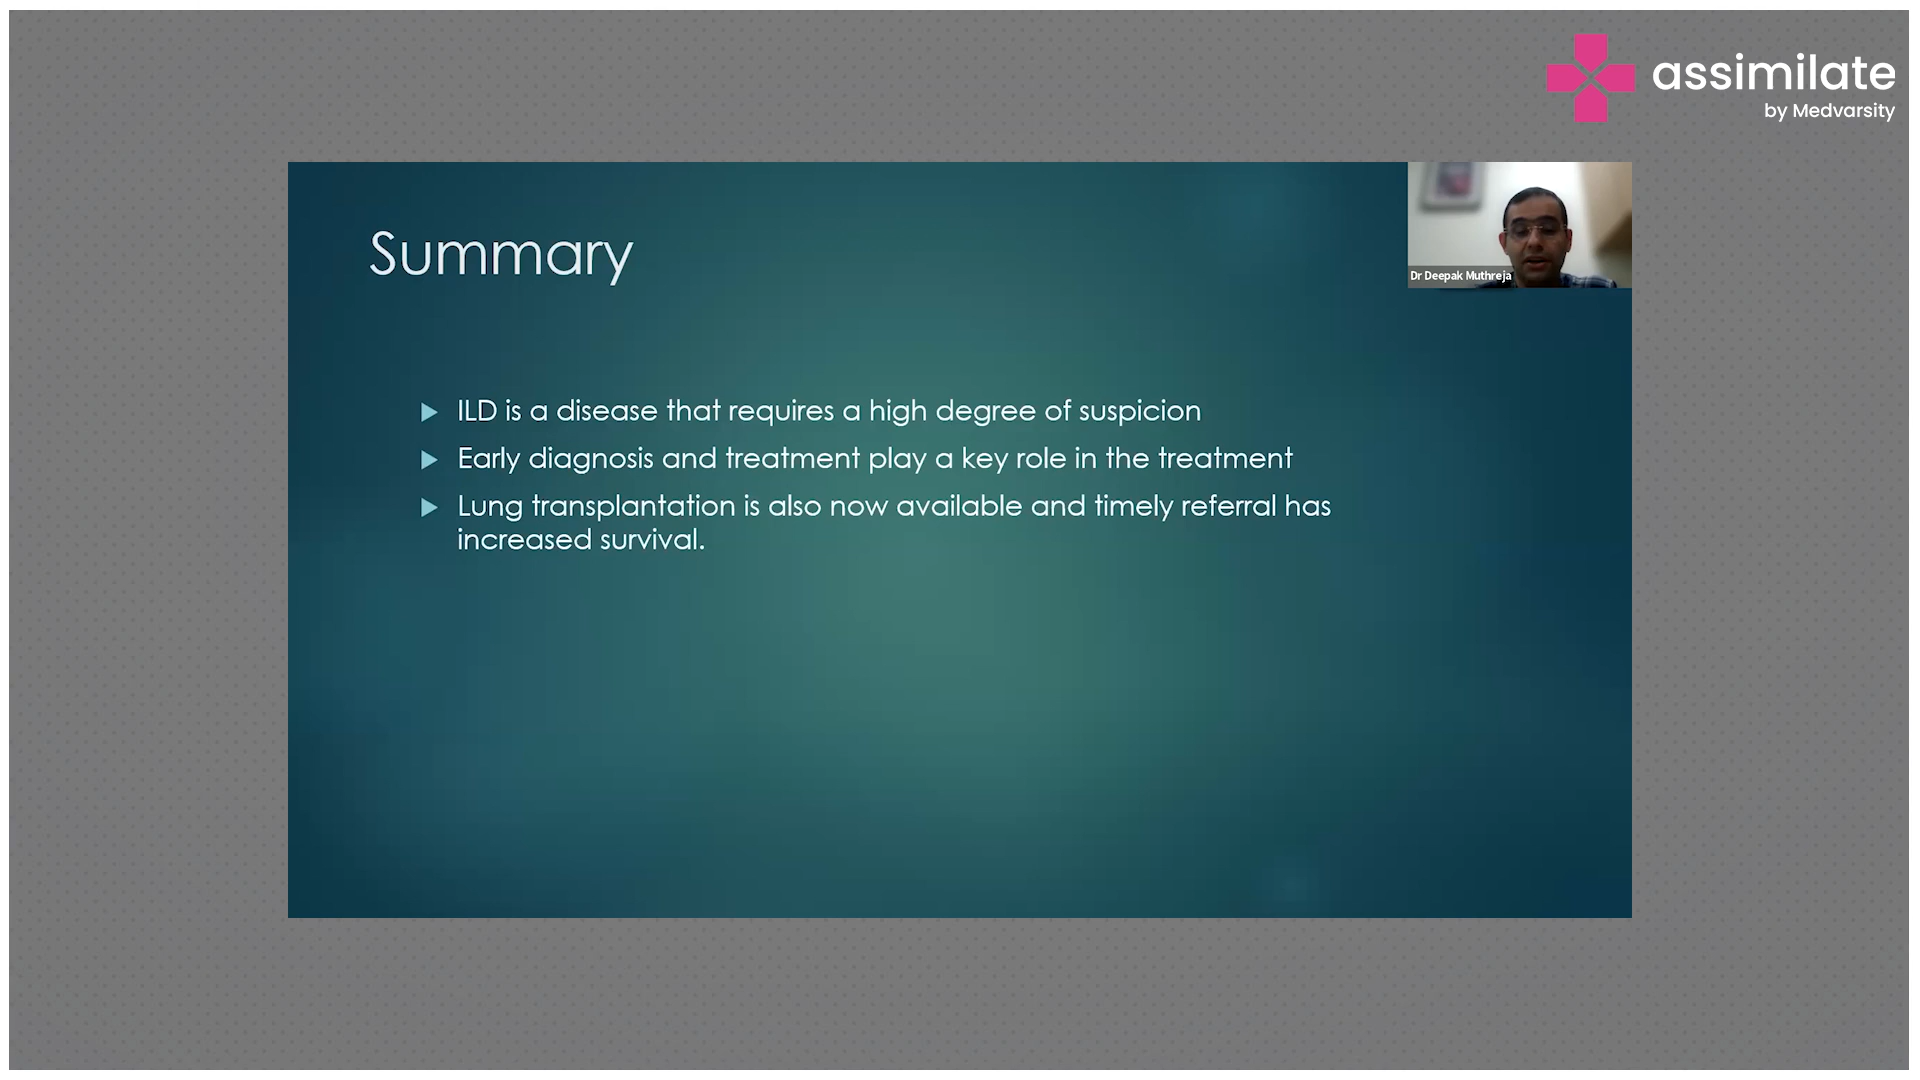 assimilate
by Medvarsity
Summary
Dr Deepak Muthreja
ILD is a disease that requires a high degree of suspicion
Early diagnosis and treatment play a key role in the treatment
Lung transplantation is also now available and timely referral has
increased survival.